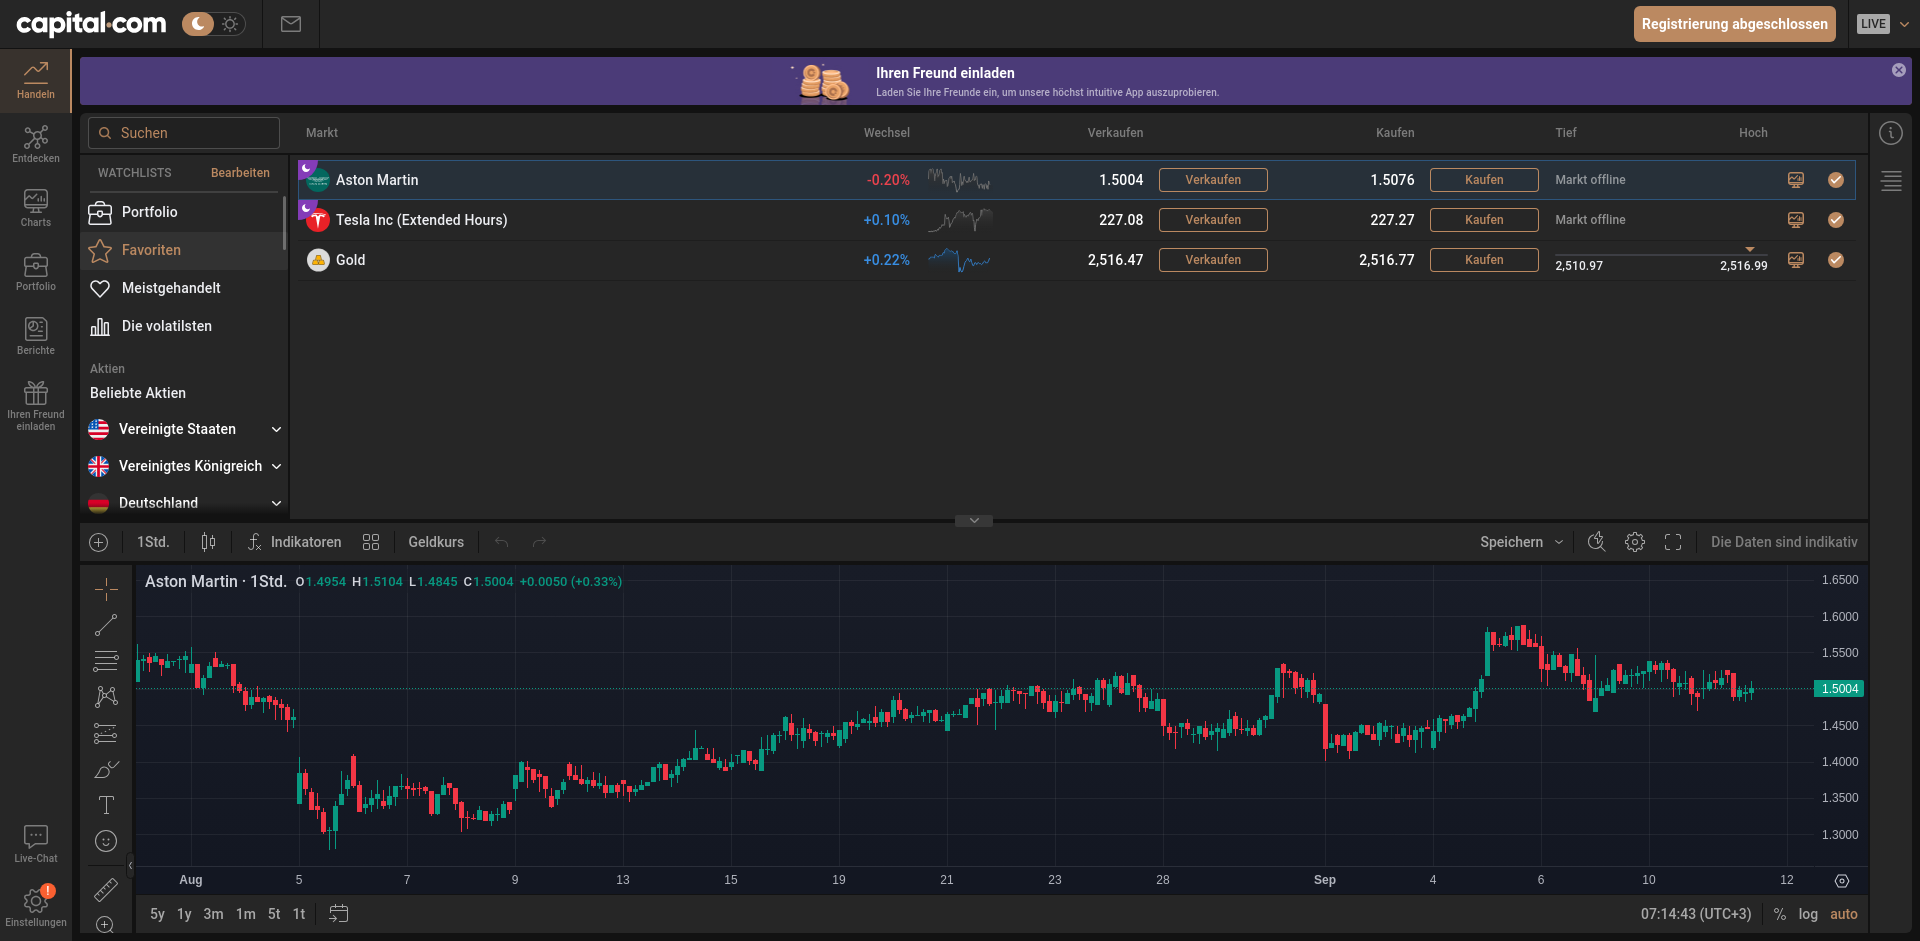 capital.com
Registrierung abgeschlossen
LIVE
Handeln
Entdecken
Charts
Portfolio
Berichte
Ihren Freund
einladen
Live-Chat
!
Einstellungen
Ihren Freund einladen
Laden Sie Ihre Freunde ein, um unsere höchst intuitive App auszuprobieren.
Suchen
WATCHLISTS Bearbeiten
Portfolio
Favoriten
Meistgehandelt
Die volatilsten
Aktien
Beliebte Aktien
Vereinigte Staaten
Vereinigtes Königreich
Deutschland
Markt Wechsel Verkaufen Kaufen Tief Hoch
Aston Martin -0.20% 1.5004 Verkaufen 1.5076 Kaufen Markt offline
Tesla Inc (Extended Hours) +0.10% 227.08 Verkaufen 227.27 Kaufen Markt offline
Gold +0.22% 2,516.47 Verkaufen 2,516.77 Kaufen 2,510.97 2,516.99
1Std. Indikatoren Geldkurs Speichern Die Daten sind indikativ
Aston Martin · 1Std. O1.4954 H1.5104 L1.4845 C1.5004 +0.0050 (+0.33%)
1.6500
1.6000
1.5500
1.5004
1.4500
1.4000
1.3500
1.3000
Aug 5 7 9 13 15 19 21 23 28 Sep 4 6 10 12
5y 1y 3m 1m 5t 1t 07:14:43 (UTC+3) % log auto